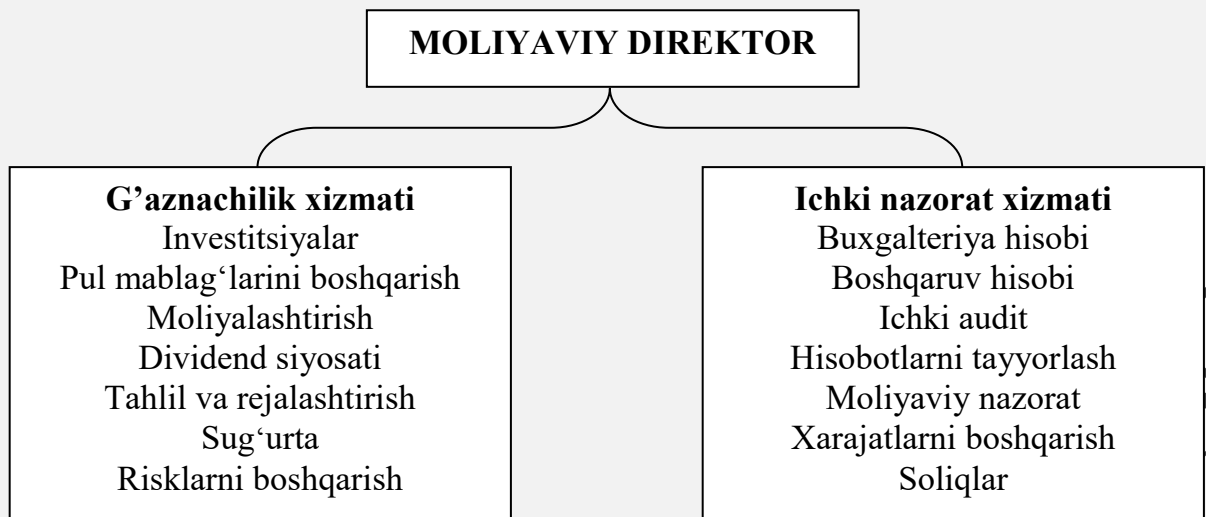 MOLIYAVIY DIREKTOR
G’aznachilik xizmati
Investitsiyalar
Pul mablag‘larini boshqarish
Moliyalashtirish
Dividend siyosati
Tahlil va rejalashtirish
Sug‘urta
Risklarni boshqarish
Ichki nazorat xizmati
Buxgalteriya hisobi
Boshqaruv hisobi
Ichki audit
Hisobotlarni tayyorlash
Moliyaviy nazorat
Xarajatlarni boshqarish
Soliqlar